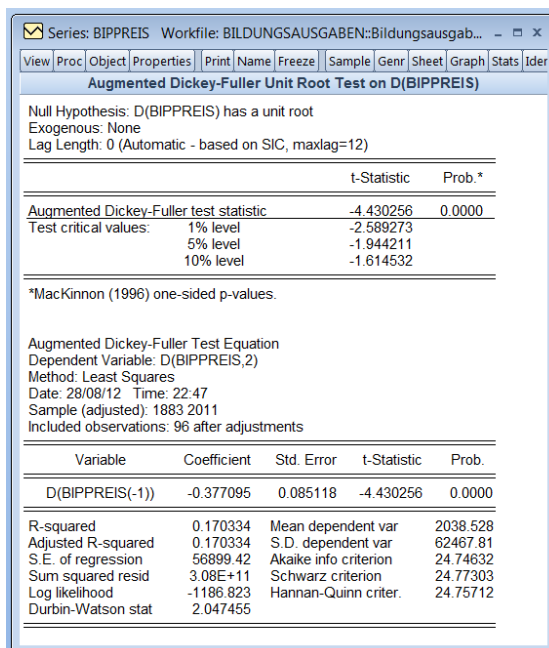 Series: BIPPREIS Workfile: BILDUNGSAUSGABEN::Bildungsausgab...
View Proc Object Properties Print Name Freeze Sample Genr Sheet Graph Stats Iden
Augmented Dickey-Fuller Unit Root Test on D(BIPPREIS)
Null Hypothesis: D(BIPPREIS) has a unit root
Exogenous: None
Lag Length: 0 (Automatic - based on SIC, maxlag=12)
t-Statistic Prob.*
Augmented Dickey-Fuller test statistic -4.430256 0.0000
Test critical values: 1% level -2.589273
5% level -1.944211
10% level -1.614532
*MacKinnon (1996) one-sided p-values.
Augmented Dickey-Fuller Test Equation
Dependent Variable: D(BIPPREIS,2)
Method: Least Squares
Date: 28/08/12 Time: 22:47
Sample (adjusted): 1883 2011
Included observations: 96 after adjustments
Variable Coefficient Std. Error t-Statistic Prob.
D(BIPPREIS(-1)) -0.377095 0.085118 -4.430256 0.0000
R-squared 0.170334 Mean dependent var 2038.528
Adjusted R-squared 0.170334 S.D. dependent var 62467.81
S.E. of regression 56899.42 Akaike info criterion 24.74632
Sum squared resid 3.08E+11 Schwarz criterion 24.77303
Log likelihood -1186.823 Hannan-Quinn criter. 24.75712
Durbin-Watson stat 2.047455